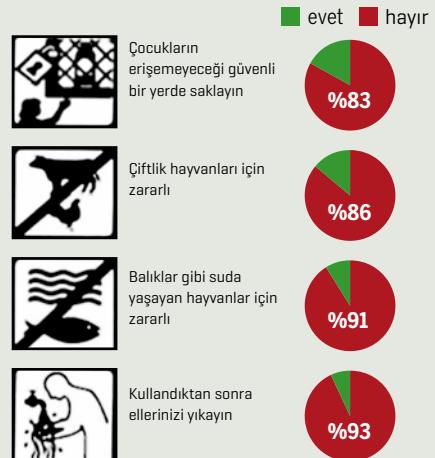 evet hayır
Çocukların
erişemeyeceği güvenli
bir yerde saklayın
%83
Çiftlik hayvanları için
zararlı
%86
Balıklar gibi suda
yaşayan hayvanlar için
zararlı
%91
Kullandıktan sonra
ellerinizi yıkayın
%93